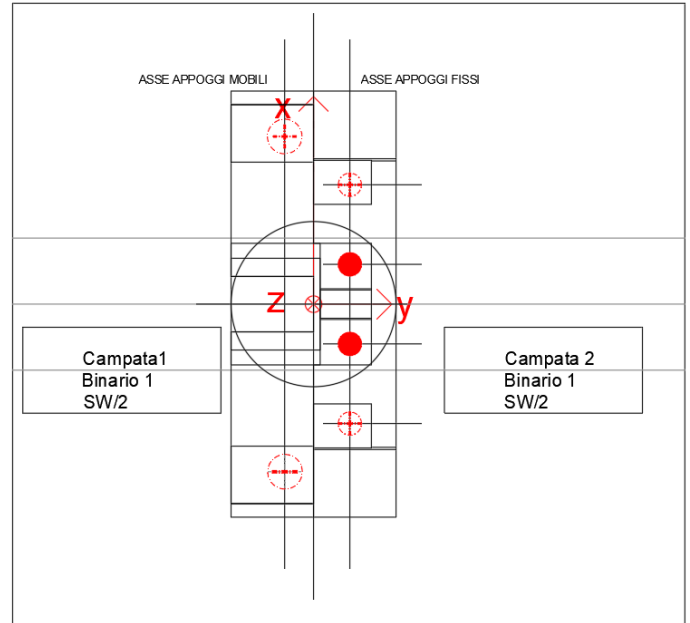 ASSE APPOGGI MOBILI
ASSE APPOGGI FISSI
x
z
y
Campata1
Binario 1
SW/2
Campata 2
Binario 1
SW/2